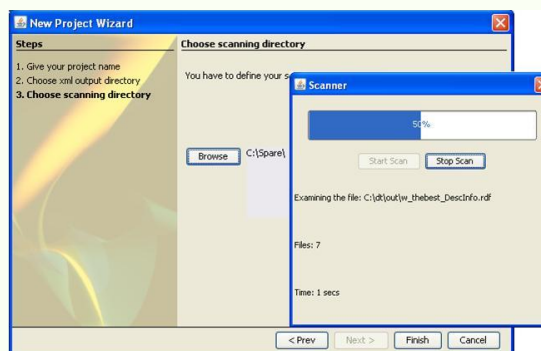 New Project Wizard
Steps
1. Give your project name
2. Choose xml output directory
3. Choose scanning directory
Choose scanning directory
You have to define your s
Browse
C:\Spare\
Scanner
50%
Start Scan
Stop Scan
Examining the file: C:\dt\out\w_thebest_DescInfo.rdf
Files: 7
Time: 1 secs
< Prev
Next >
Finish
Cancel